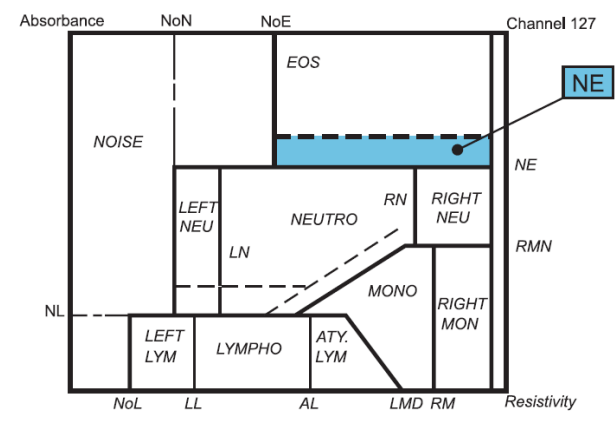 Absorbance NoN NoE Channel 127
EOS
NE
NOISE
NE
LEFT
NEU
NEUTRO
RN
RIGHT
NEU
LN
RMN
MONO
RIGHT
MON
NL
LEFT
LYM
LYMPHO
ATY.
LYM
NoL LL AL LMD RM Resistivity